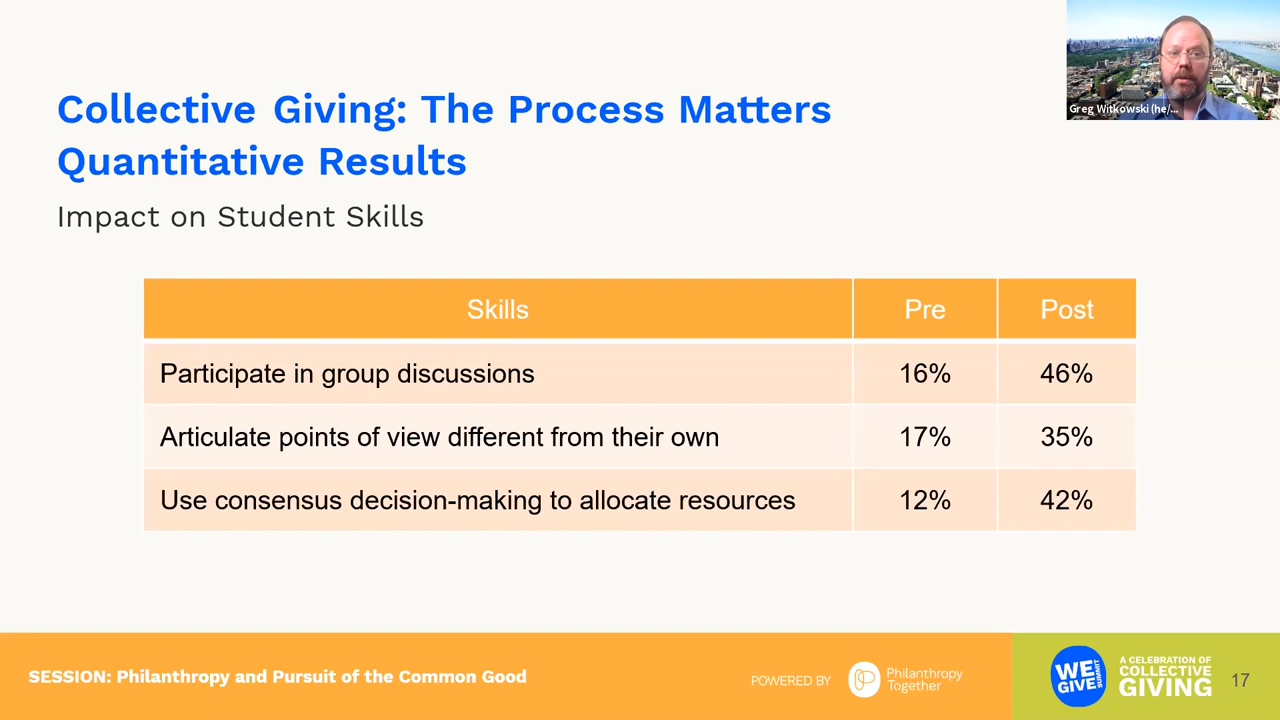 Collective Giving: The Process Matters
Quantitative Results
Impact on Student Skills
Greg Witkowski (he/...
Skills Pre Post
Participate in group discussions 16% 46%
Articulate points of view different from their own 17% 35%
Use consensus decision-making to allocate resources 12% 42%
SESSION: Philanthropy and Pursuit of the Common Good
POWERED BY
Philanthropy
Together
WE
GIVE
SUMMIT
A CELEBRATION OF
COLLECTIVE
GIVING
17